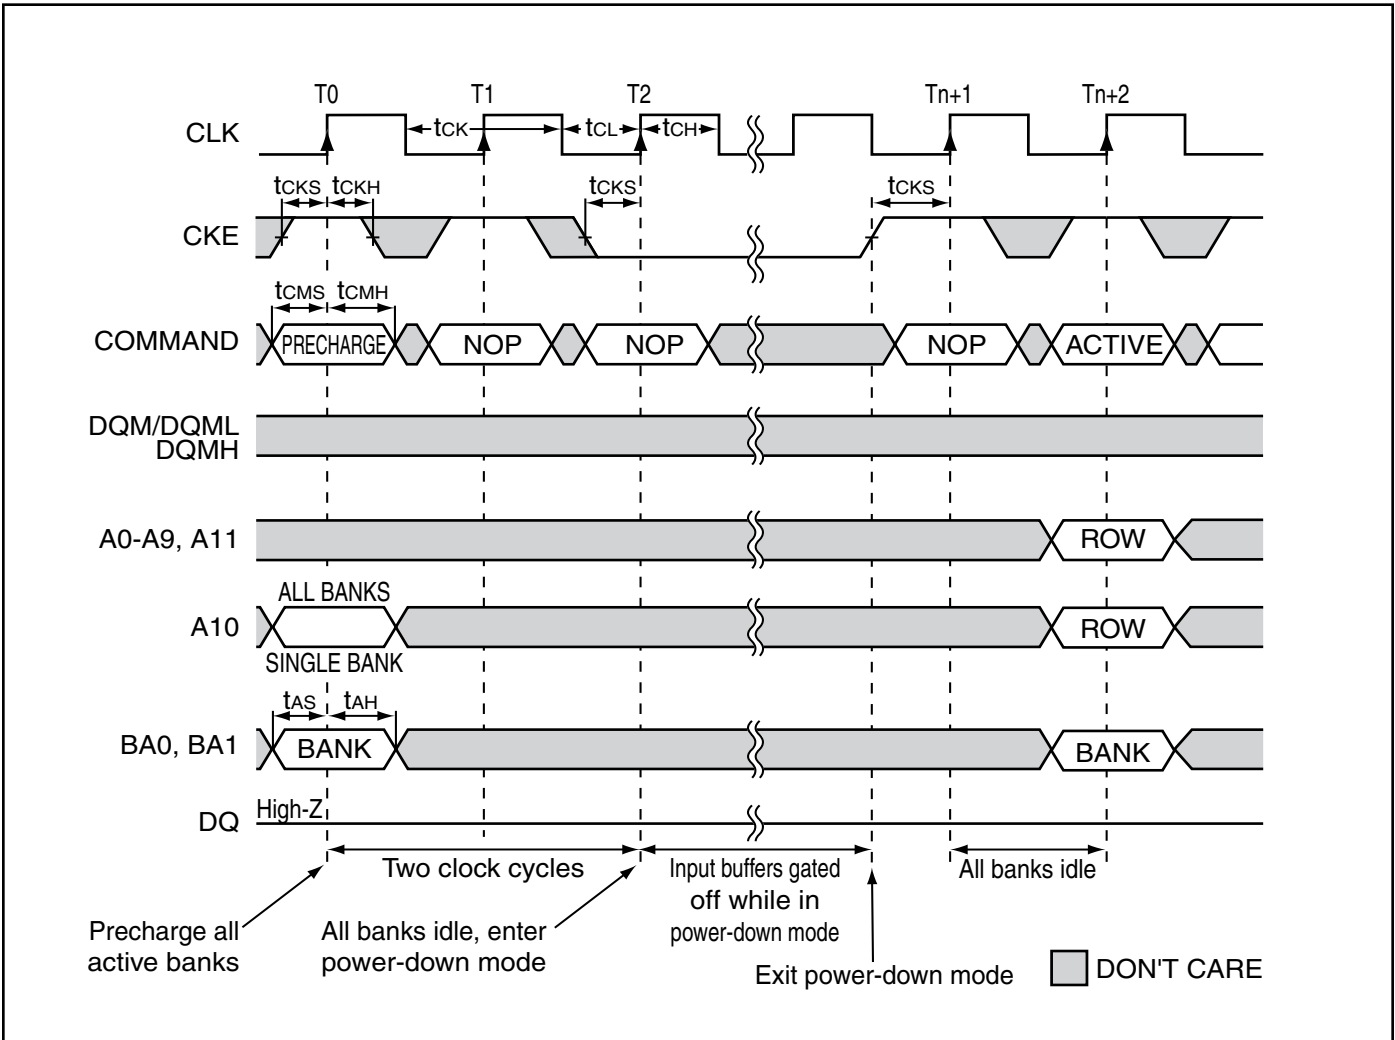 T0 T1 T2 Tn+1 Tn+2
CLK tCK tCL tCH
tCKS tCKH tCKS tCKS
CKE
tCMS tCMH
COMMAND PRECHARGE NOP NOP NOP ACTIVE
DQM/DQML
DQMH
A0-A9, A11 ROW
ALL BANKS
A10 ROW
SINGLE BANK
tAS tAH
BA0, BA1 BANK BANK
DQ High-Z
Two clock cycles
Input buffers gated
off while in
power-down mode
All banks idle
Precharge all
active banks
All banks idle, enter
power-down mode
Exit power-down mode
DON'T CARE